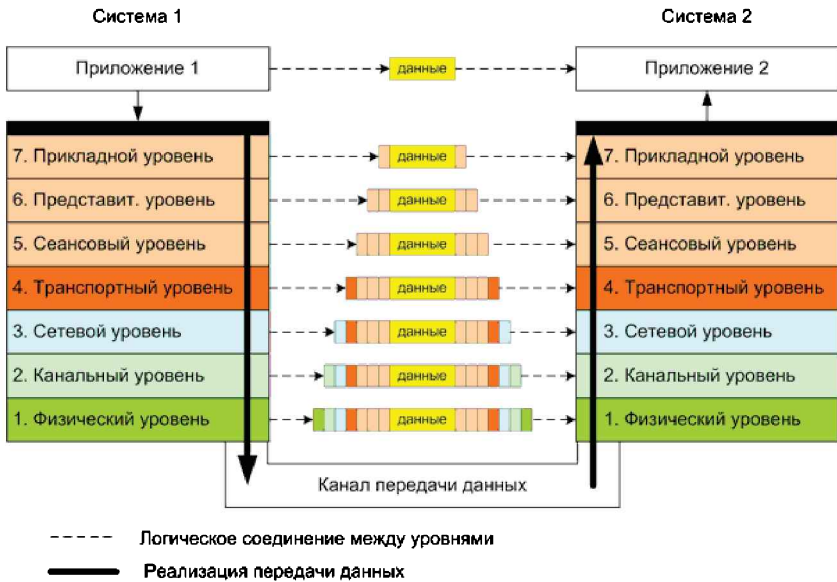 Система 1
Система 2
Приложение 1
данные
Приложение 2
7. Прикладной уровень
данные
7. Прикладной уровень
6. Представит. уровень
данные
6. Представит. уровень
5. Сеансовый уровень
данные
5. Сеансовый уровень
4. Транспортный уровень
данные
4. Транспортный уровень
3. Сетевой уровень
данные
3. Сетевой уровень
2. Канальный уровень
данные
2. Канальный уровень
1. Физический уровень
данные
1. Физический уровень
Канал передачи данных
Логическое соединение между уровнями
Реализация передачи данных